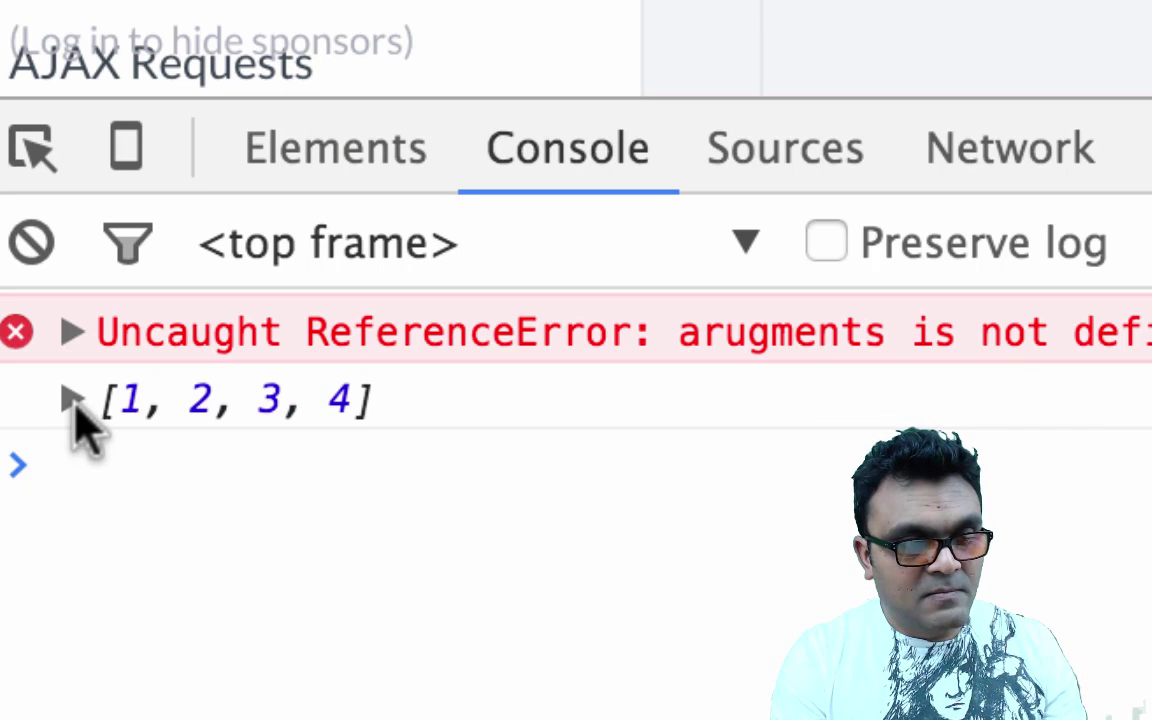 (Log in to hide sponsors)
AJAX Requests
Elements Console Sources Network
<top frame> Preserve log
Uncaught ReferenceError: arugments is not defi
[1, 2, 3, 4]